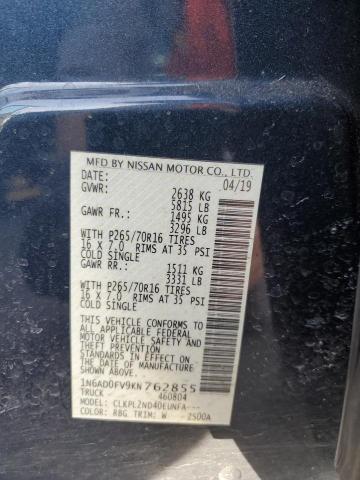 MFD BY NISSAN MOTOR CO., LTD.
DATE: 04/19
GVWR: 2638 KG
5815 LB
GAWR FR.: 1495 KG
3296 LB
WITH P265/70R16 TIRES
16 X 7.0 RIMS AT 35 PSI
COLD SINGLE
GAWR RR.: 1511 KG
3331 LB
WITH P265/70R16 TIRES
16 X 7.0 RIMS AT 35 PSI
COLD SINGLE
THIS VEHICLE CONFORMS TO ALL
APPLICABLE FEDERAL
MOTOR VEHICLE SAFETY
STANDARDS IN EFFECT ON THE
DATE OF MANUFACTURE SHOWN ABOVE
1N6AD0FV9KN762855
TRUCK 460804
MODEL: CLKPLZND40EUNFA---
COLOR: RBG TRIM: W 2S00A